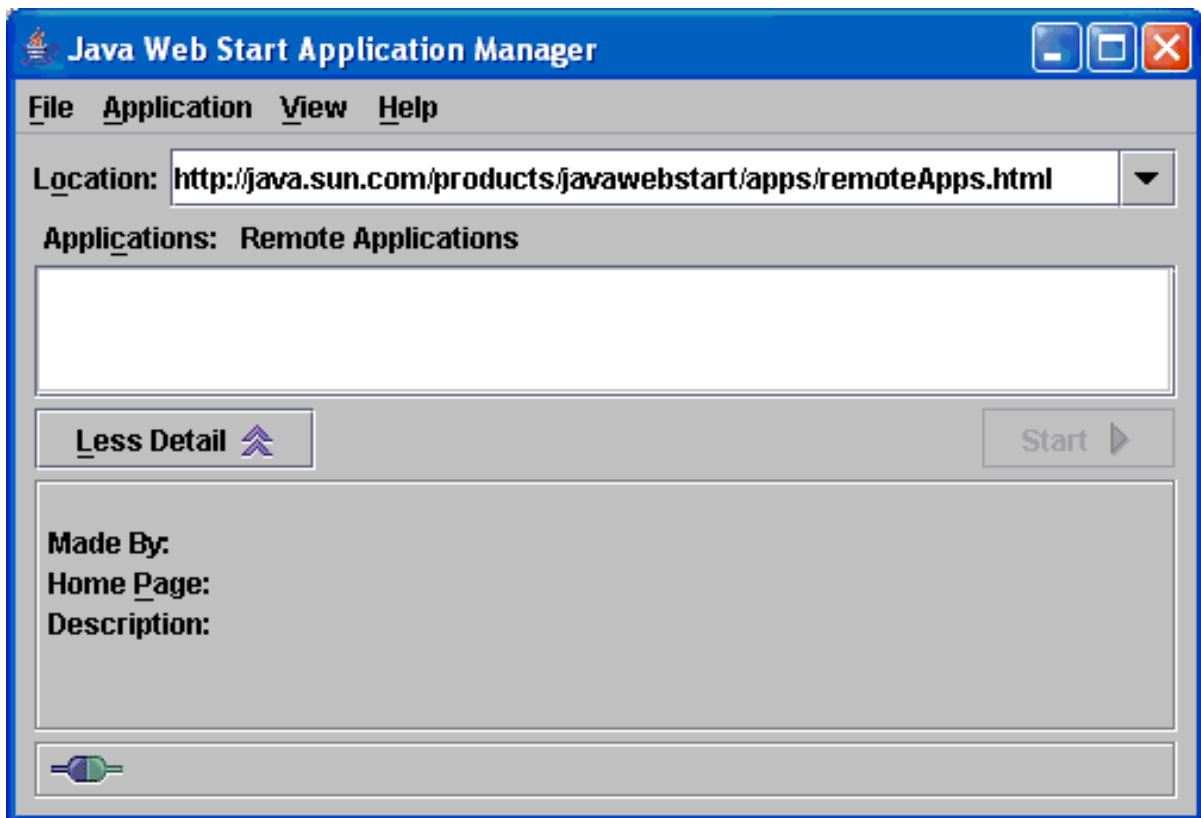 Java Web Start Application Manager
File Application View Help
Location: http://java.sun.com/products/javawebstart/apps/remoteApps.html
Applications: Remote Applications
Less Detail Start
Made By:
Home Page:
Description: